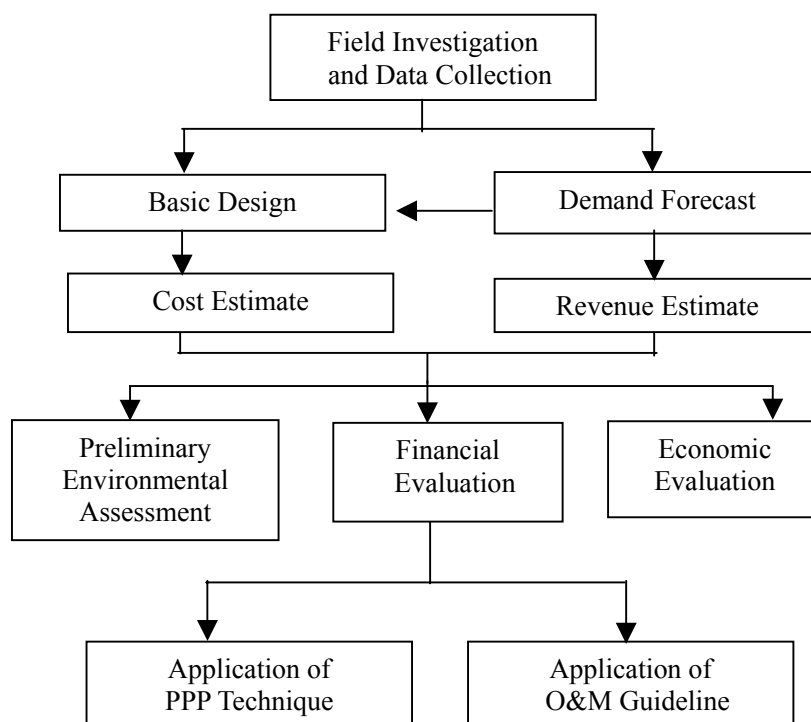 Field Investigation
and Data Collection
Basic Design
Demand Forecast
Cost Estimate
Revenue Estimate
Preliminary
Environmental
Assessment
Financial
Evaluation
Economic
Evaluation
Application of
PPP Technique
Application of
O&M Guideline